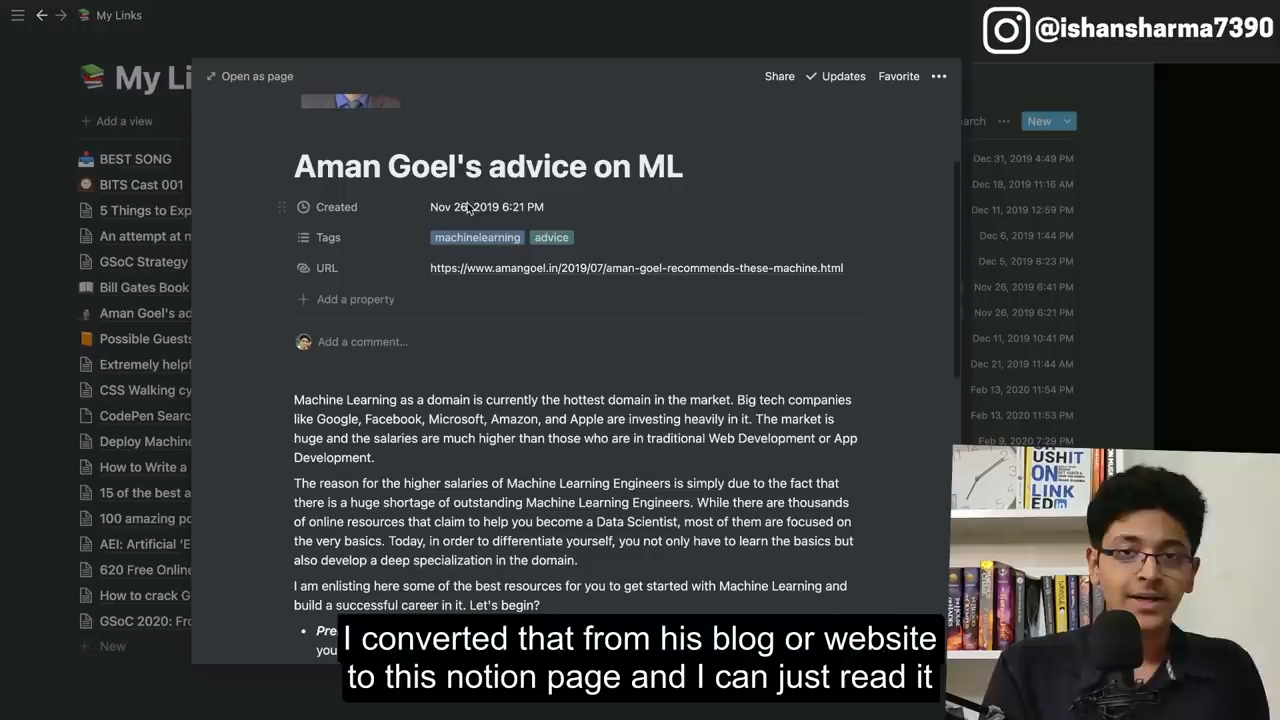 My Links
@ishansharma7390
My Li
Open as page
Share
Updates
Favorite
Add a view
arch
New
Aman Goel's advice on ML
Created
Nov 26, 2019 6:21 PM
Tags
machinelearning
advice
URL
https://www.amangoel.in/2019/07/aman-goel-recommends-these-machine.html
Add a property
Add a comment...
Machine Learning as a domain is currently the hottest domain in the market. Big tech companies
like Google, Facebook, Microsoft, Amazon, and Apple are investing heavily in it. The market is
huge and the salaries are much higher than those who are in traditional Web Development or App
Development.
The reason for the higher salaries of Machine Learning Engineers is simply due to the fact that
there is a huge shortage of outstanding Machine Learning Engineers. While there are thousands
of online resources that claim to help you become a Data Scientist, most of them are focused on
the very basics. Today, in order to differentiate yourself, you not only have to learn the basics but
also develop a deep specialization in the domain.
I am enlisting here some of the best resources for you to get started with Machine Learning and
build a successful career in it. Let's begin?
• Pre
you
BEST SONG
BITS Cast 001
5 Things to Exp
An attempt at m
GSoC Strategy
Bill Gates Book
Aman Goel's ad
Possible Guests
Extremely helpf
CSS Walking cy
CodePen Searc
Deploy Machine
How to Write a
15 of the best a
100 amazing po
AEI: Artificial 'E
620 Free Online
How to crack G
GSoC 2020: Fro
New
Dec 31, 2019 4:49 PM
Dec 18, 2019 11:16 AM
Dec 11, 2019 12:59 PM
Dec 6, 2019 1:44 PM
Dec 5, 2019 8:23 PM
Nov 26, 2019 6:41 PM
Nov 26, 2019 6:21 PM
Dec 11, 2019 10:41 PM
Dec 21, 2019 11:44 AM
Feb 13, 2020 11:54 PM
Feb 13, 2020 11:53 PM
Feb 9, 2020 7:29 PM
USHIT
ON
LINK
EDIN
I converted that from his blog or website
to this notion page and I can just read it